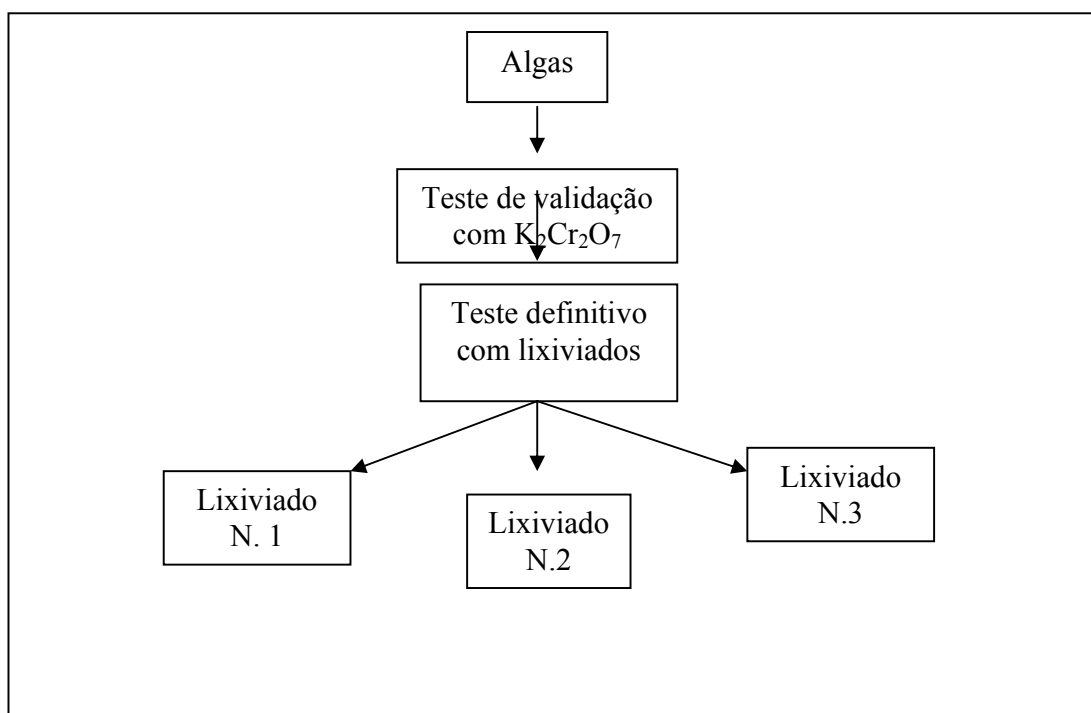 Algas
Teste de validação
com K₂Cr₂O₇
Teste definitivo
com lixiviados
Lixiviado
N. 1
Lixiviado
N.2
Lixiviado
N.3